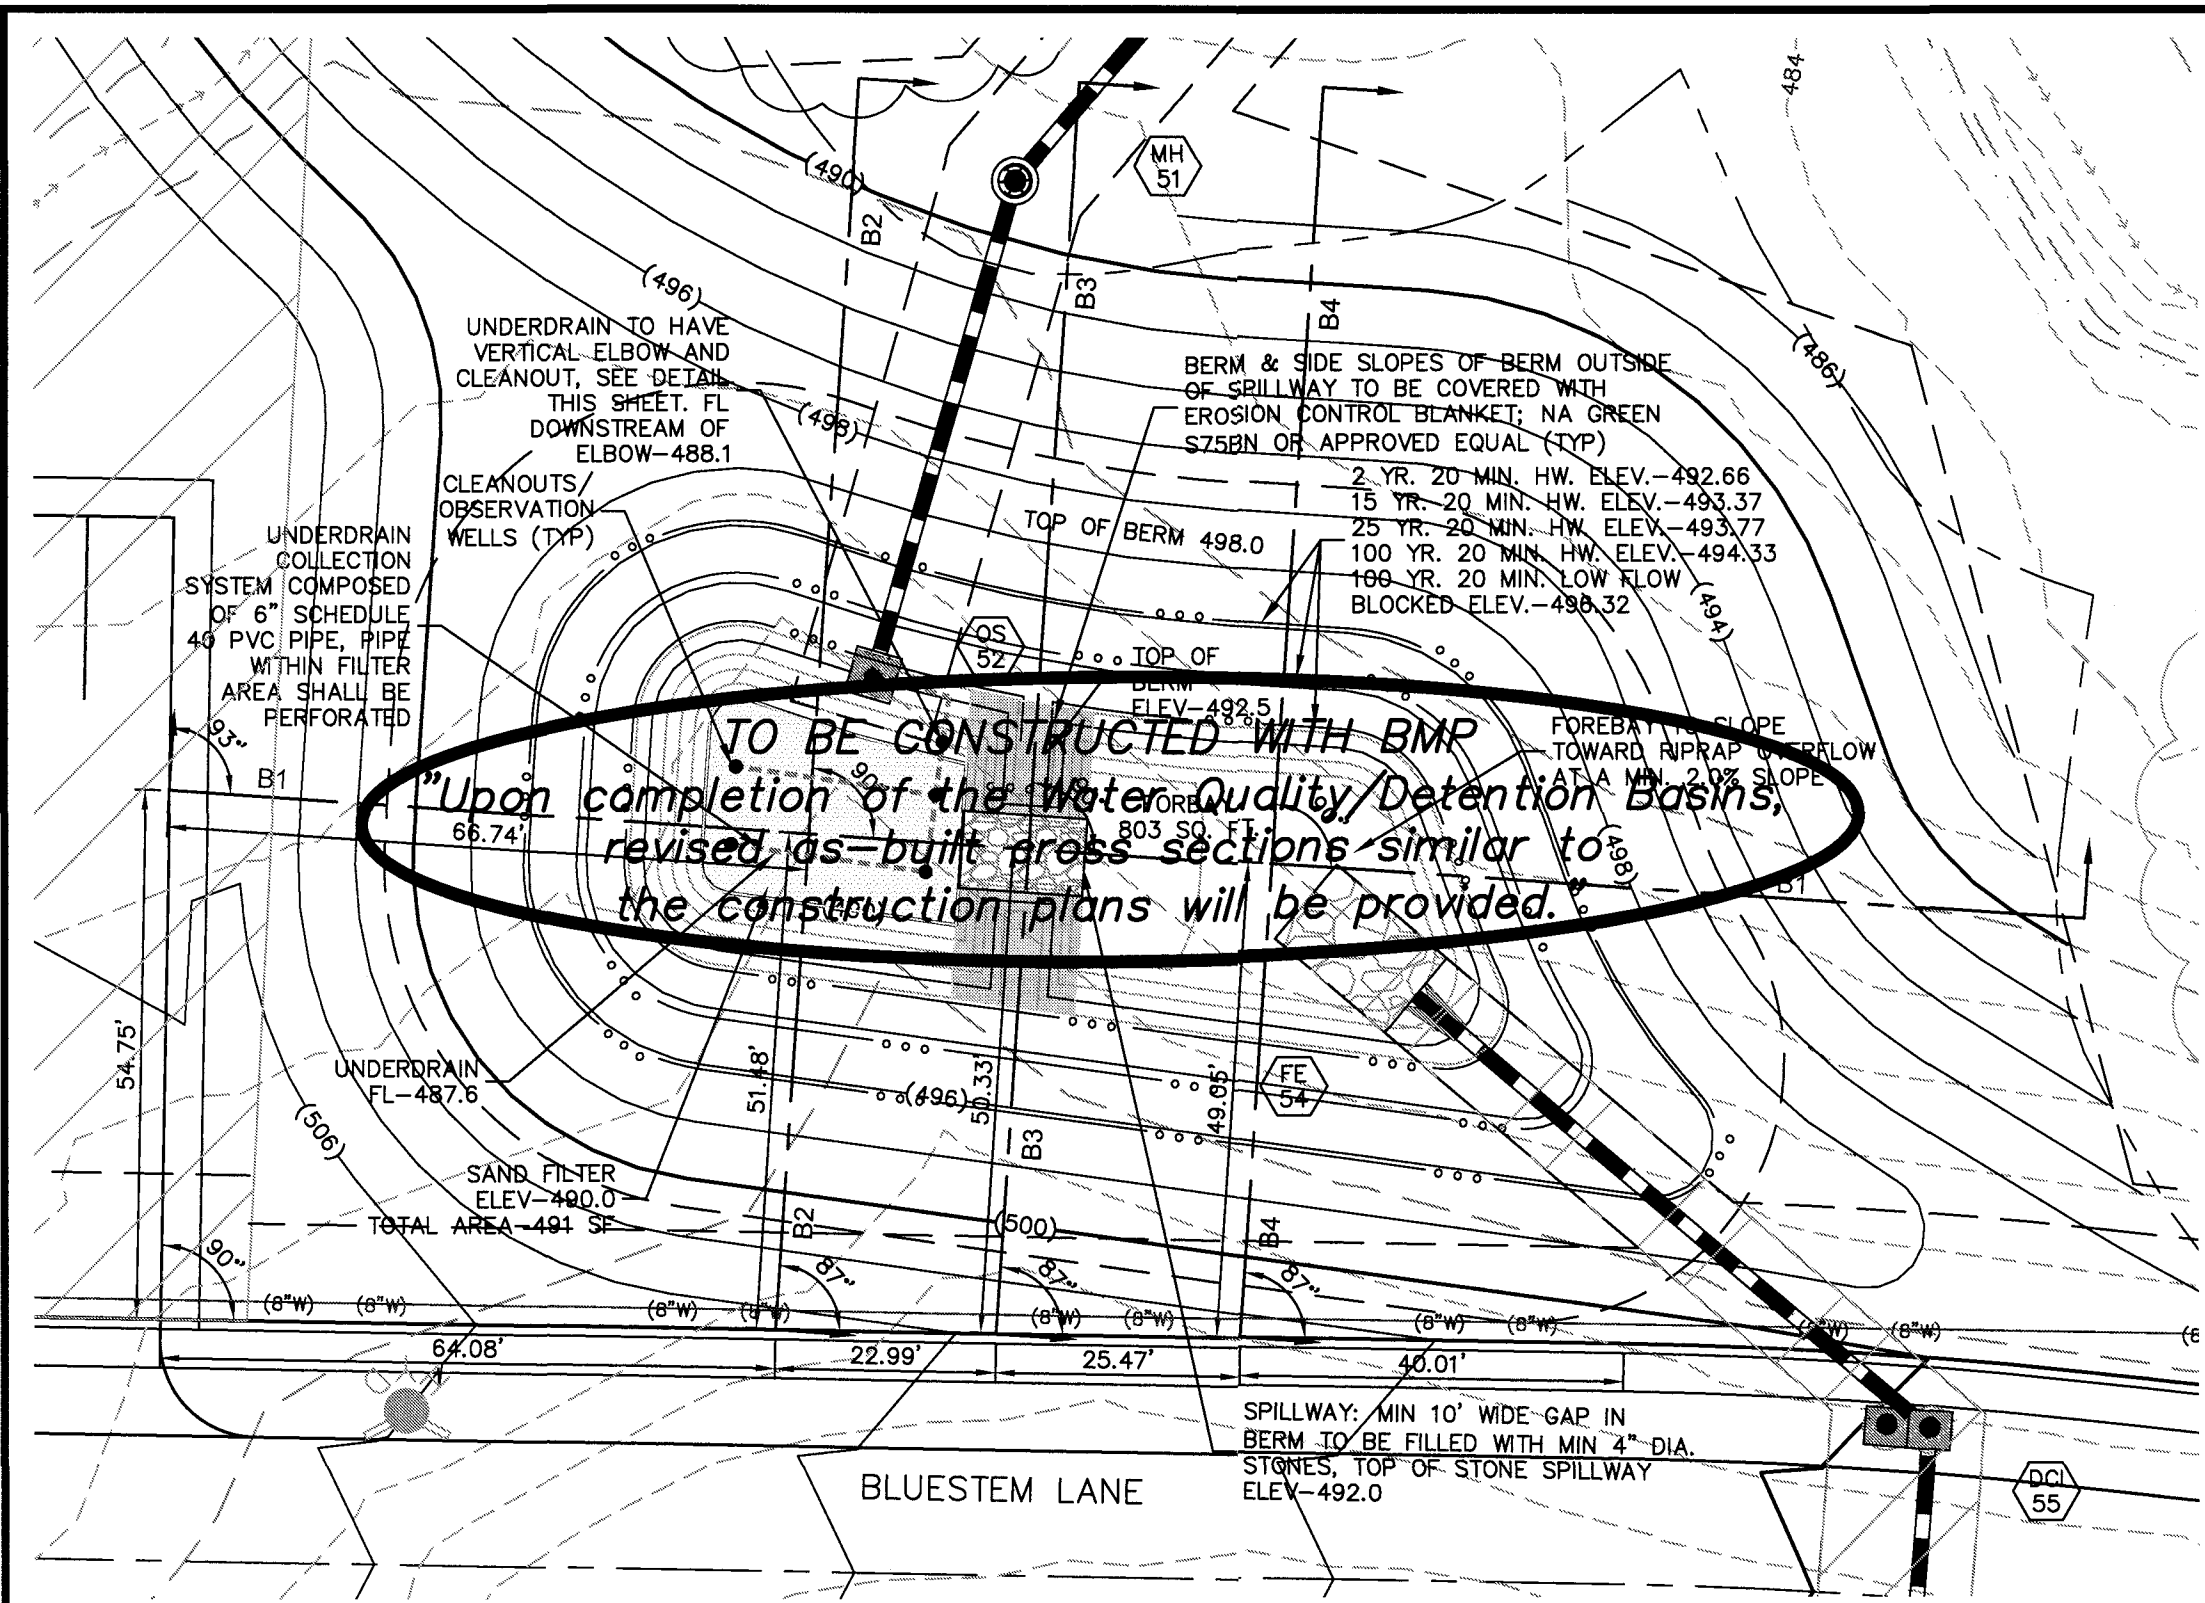 484
MH
51
(490)
B2
B3
B4
(496)
(486)
UNDERDRAIN TO HAVE
VERTICAL ELBOW AND
CLEANOUT, SEE DETAIL
THIS SHEET. FL
DOWNSTREAM OF
ELBOW-488.1
(498)
BERM & SIDE SLOPES OF BERM OUTSIDE
OF SPILLWAY TO BE COVERED WITH
EROSION CONTROL BLANKET; NA GREEN
S75BN OR APPROVED EQUAL (TYP)
2 YR. 20 MIN. HW. ELEV.-492.66
15 YR. 20 MIN. HW. ELEV.-493.37
25 YR. 20 MIN. HW. ELEV.-493.77
100 YR. 20 MIN. HW. ELEV.-494.33
100 YR. 20 MIN. LOW FLOW
BLOCKED ELEV.-496.32
CLEANOUTS/
OBSERVATION
WELLS (TYP)
TOP OF BERM 498.0
UNDERDRAIN
COLLECTION
SYSTEM COMPOSED
OF 6" SCHEDULE
40 PVC PIPE, PIPE
WITHIN FILTER
AREA SHALL BE
PERFORATED
(494)
OS
52
TOP OF
BERM
ELEV-492.5
FOREBAY TO SLOPE
TOWARD RIPRAP OVERFLOW
AT A MIN. 2.0% SLOPE
TO BE CONSTRUCTED WITH BMP
"Upon completion of the Water Quality/Detention Basins,
revised as-built cross sections similar to
the construction plans will be provided."
93°
B1
90°
66.74'
FORBAY
803 SQ. FT.
(498)
B1
54.75'
UNDERDRAIN
FL-487.6
51.48'
(496)
50.33'
49.05'
FE
54
(506)
B3
SAND FILTER
ELEV-490.0
TOTAL AREA-491 SF
B2
(500)
B4
90°
87°
87°
87°
(8"W) (8"W) (8"W) (8"W) (8"W) (8"W) (8"W) (8"W) (8"W) (8"W) (8
64.08' 22.99' 25.47' 40.01'
SPILLWAY: MIN 10' WIDE GAP IN
BERM TO BE FILLED WITH MIN 4" DIA.
STONES, TOP OF STONE SPILLWAY
ELEV-492.0
BLUESTEM LANE
DCI
55